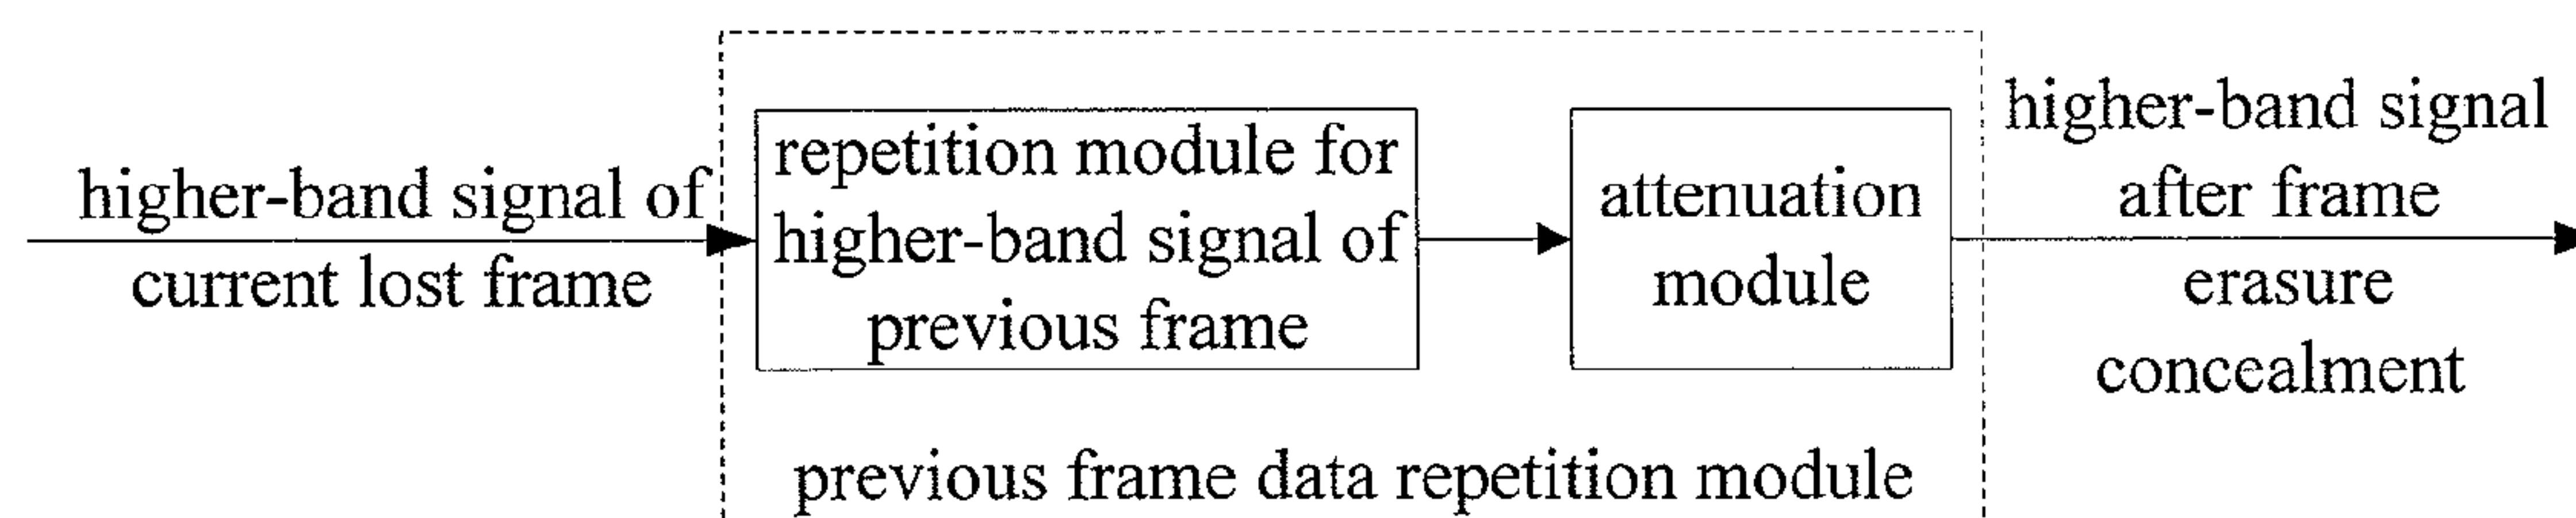 higher-band signal of
current lost frame
repetition module for
higher-band signal of
previous frame
attenuation
module
higher-band signal
after frame
erasure
concealment
previous frame data repetition module